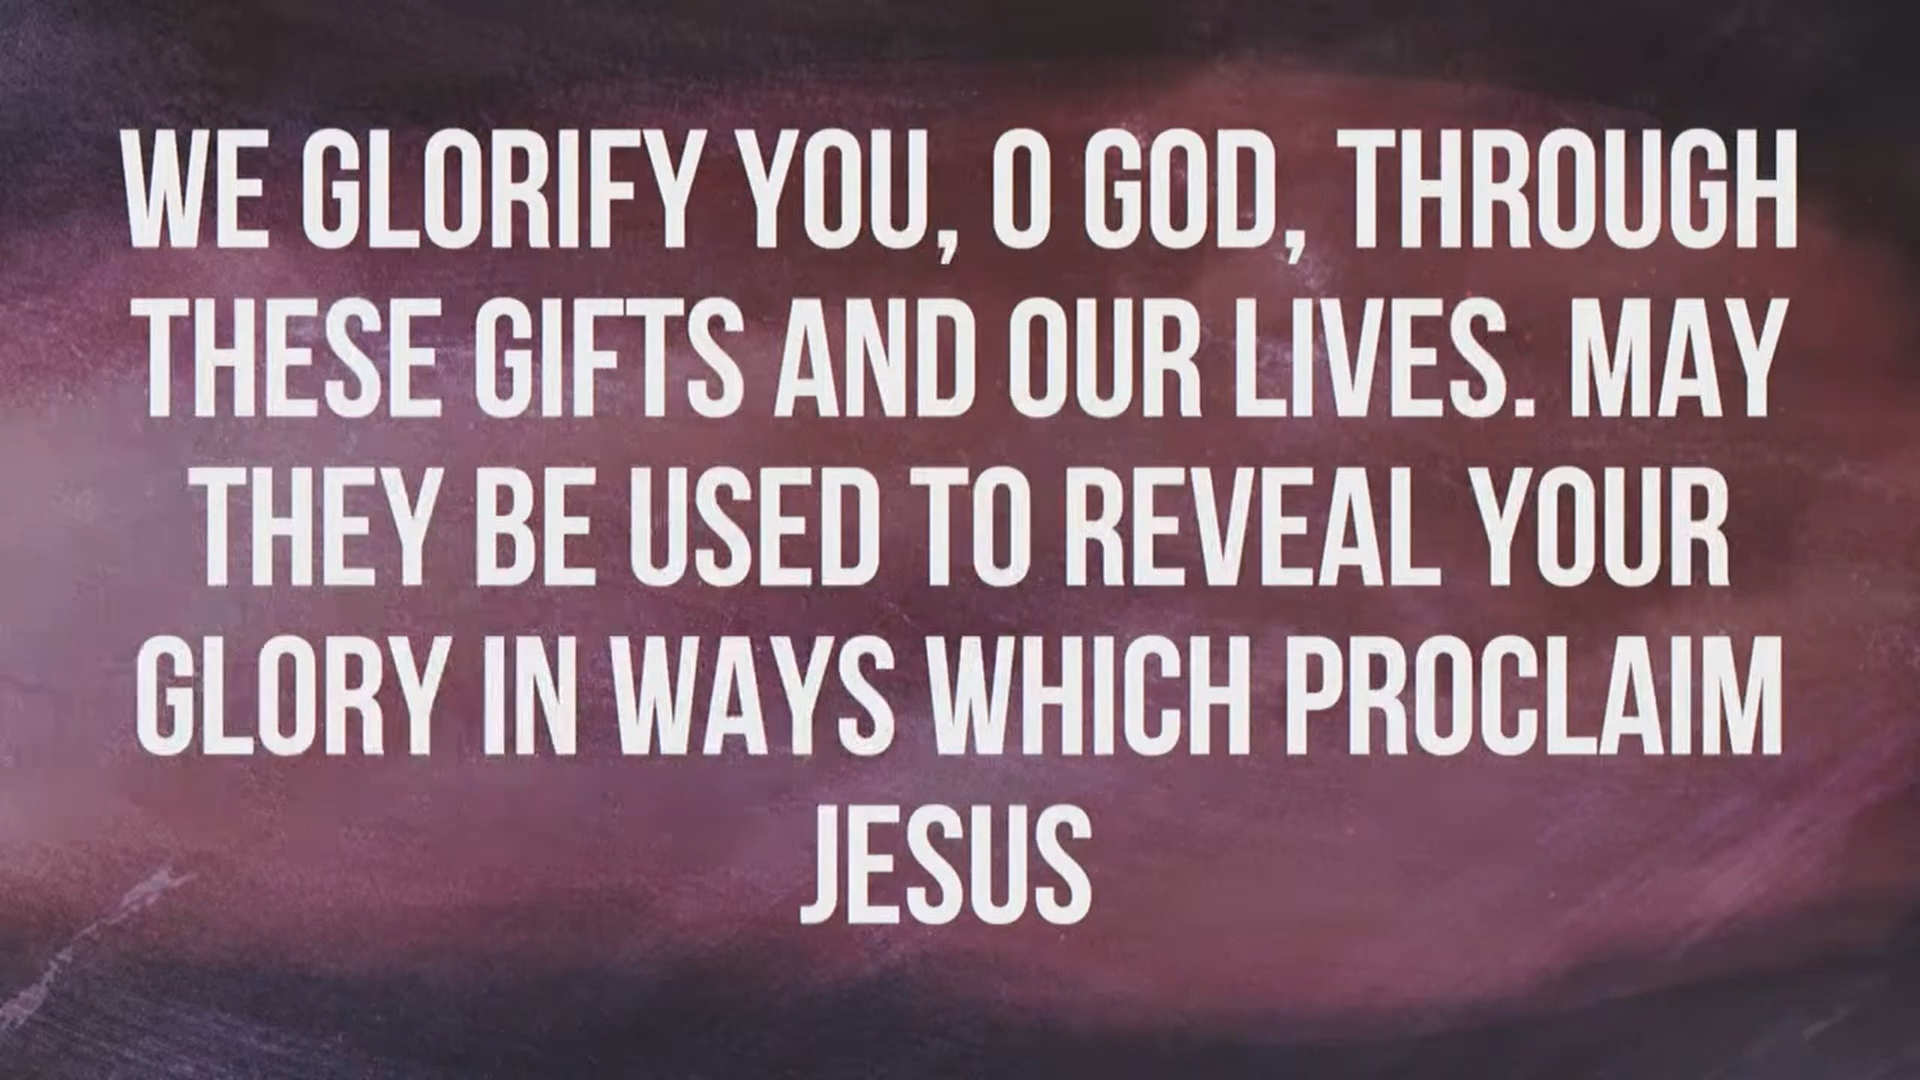 WE GLORIFY YOU, O GOD, THROUGH
THESE GIFTS AND OUR LIVES. MAY
THEY BE USED TO REVEAL YOUR
GLORY IN WAYS WHICH PROCLAIM
JESUS